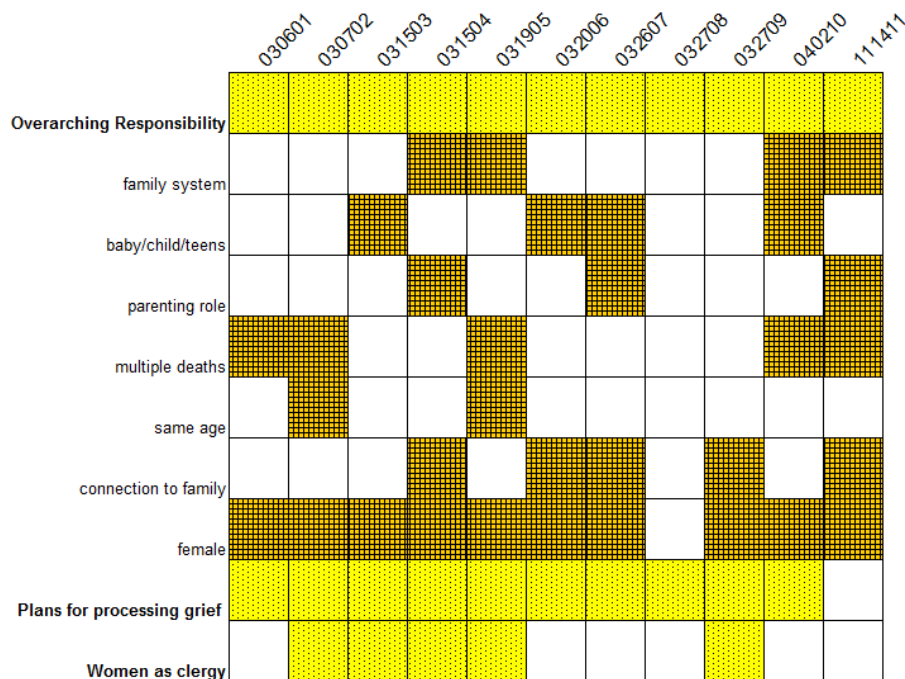 030601 030702 031503 031504 031905 032006 032607 032708 032709 040210 111411
Overarching Responsibility
family system
baby/child/teens
parenting role
multiple deaths
same age
connection to family
female
Plans for processing grief
Women as clergy